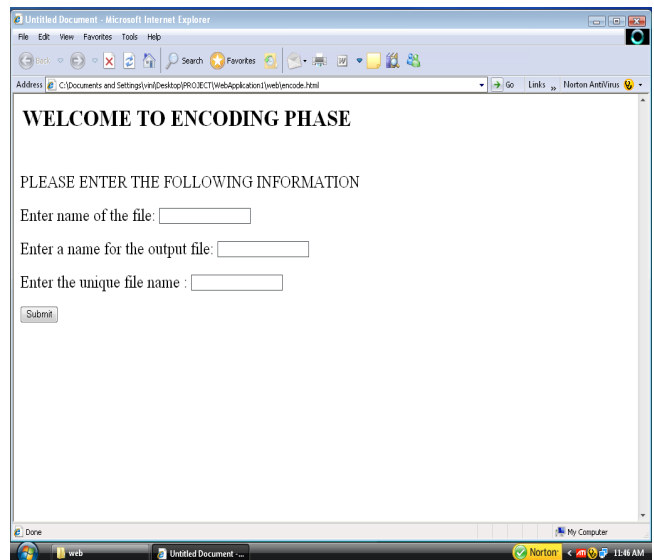 Untitled Document - Microsoft Internet Explorer
File Edit View Favorites Tools Help
Back Search Favorites
Address C:\Documents and Settings\vini\Desktop\PROJECT\WebApplication1\web\encode.html Go Links » Norton AntiVirus
WELCOME TO ENCODING PHASE
PLEASE ENTER THE FOLLOWING INFORMATION
Enter name of the file:
Enter a name for the output file:
Enter the unique file name :
Submit
Done My Computer
web Untitled Document -... Norton 11:46 AM